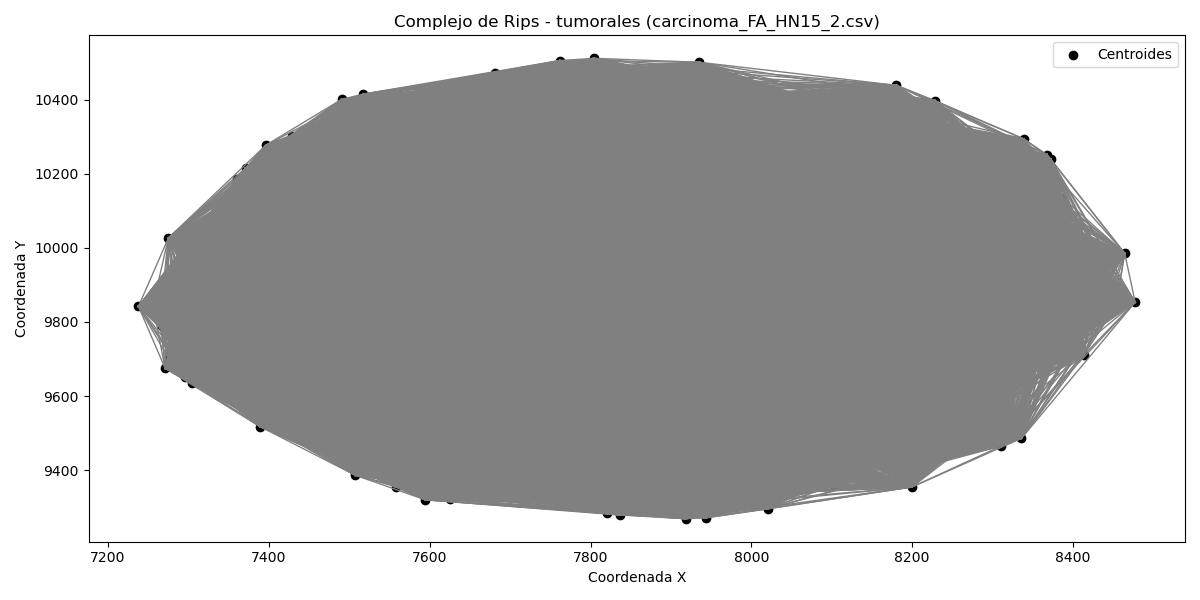 Complejo de Rips - tumorales (carcinoma_FA_HN15_2.csv)
Centroides
10400
10200
10000
9800
9600
9400
Coordenada Y
7200 7400 7600 7800 8000 8200 8400
Coordenada X